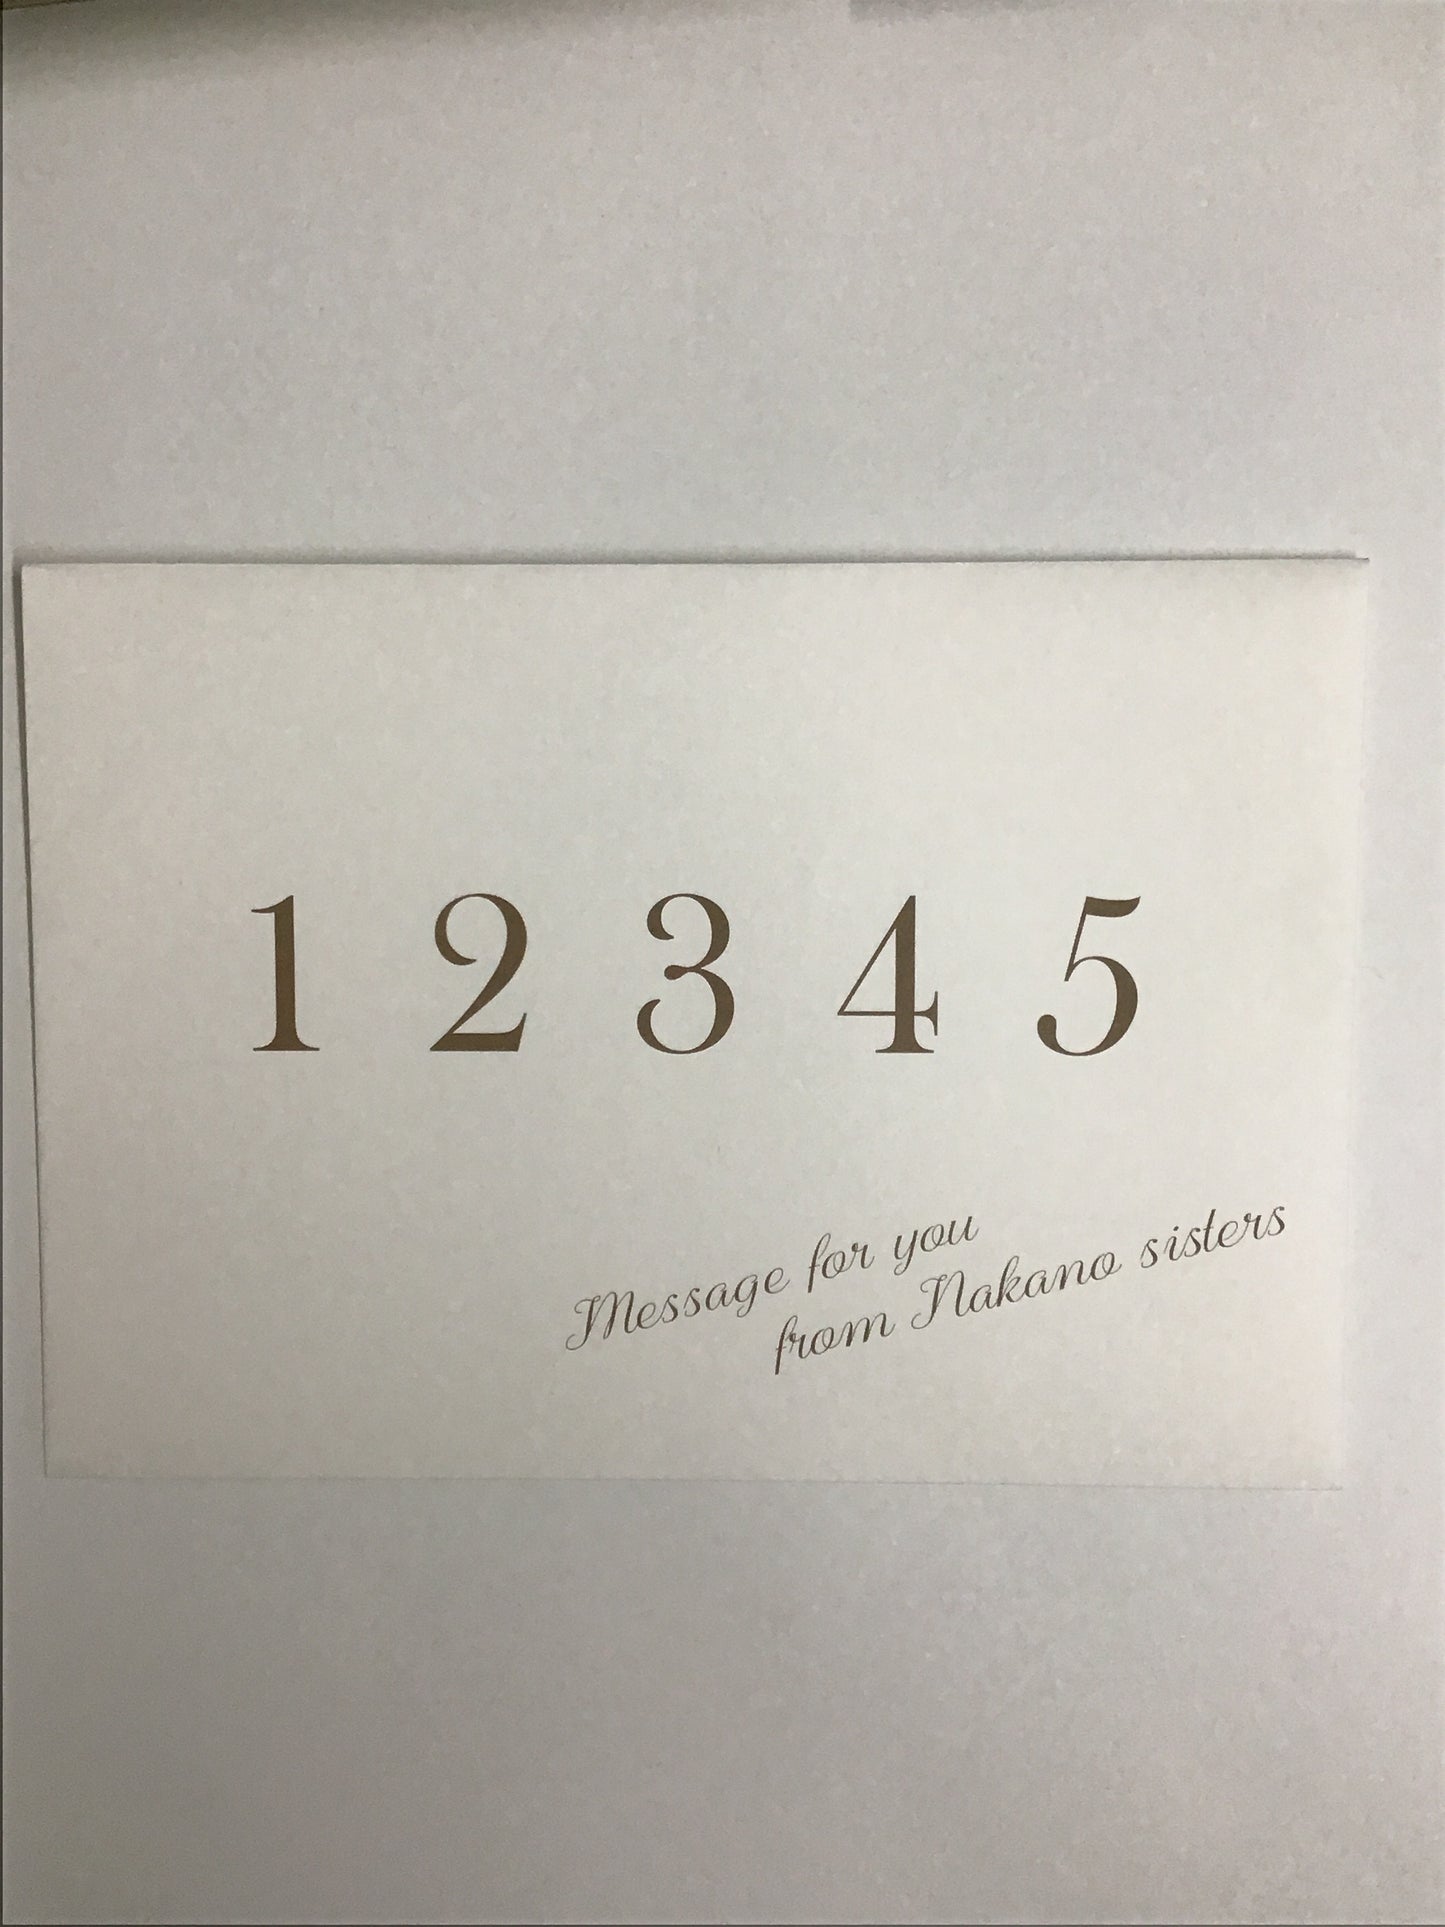 1 2 3 4 5
Message for you
from Nakano sisters